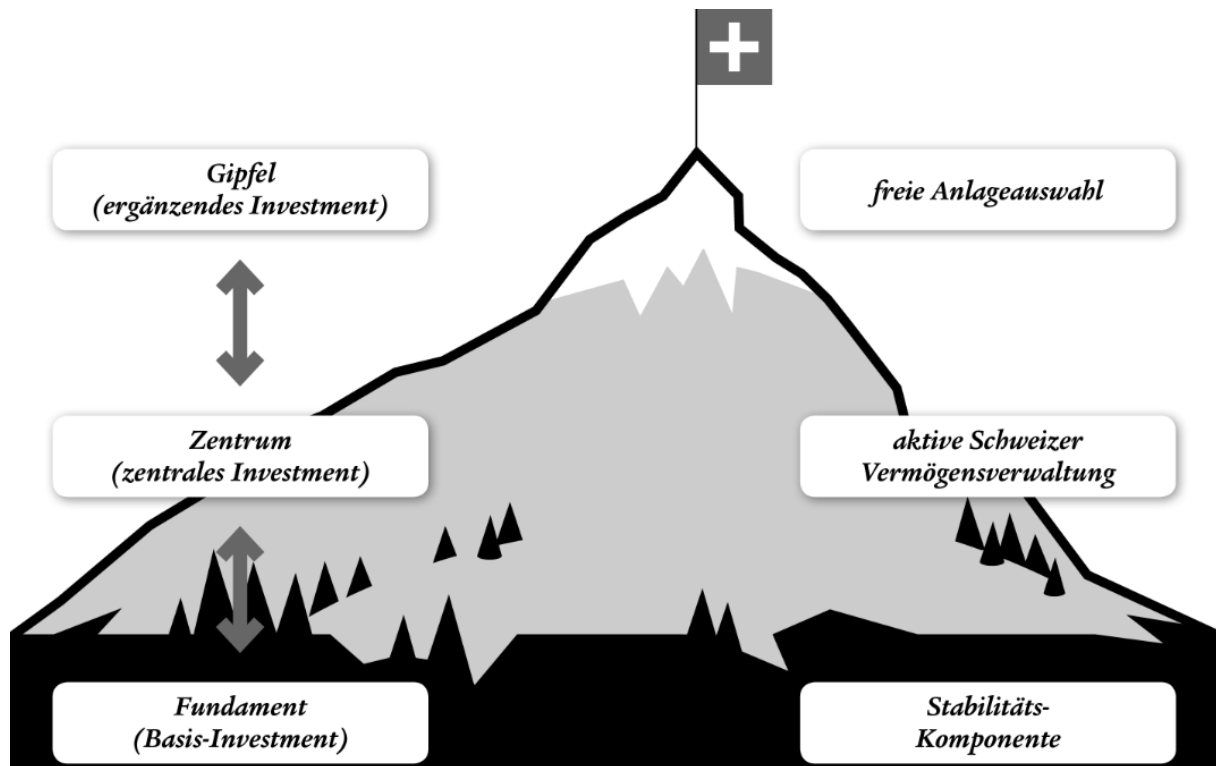 Gipfel
(ergänzendes Investment)
freie Anlageauswahl
Zentrum
(zentrales Investment)
aktive Schweizer
Vermögensverwaltung
Fundament
(Basis-Investment)
Stabilitäts-
Komponente